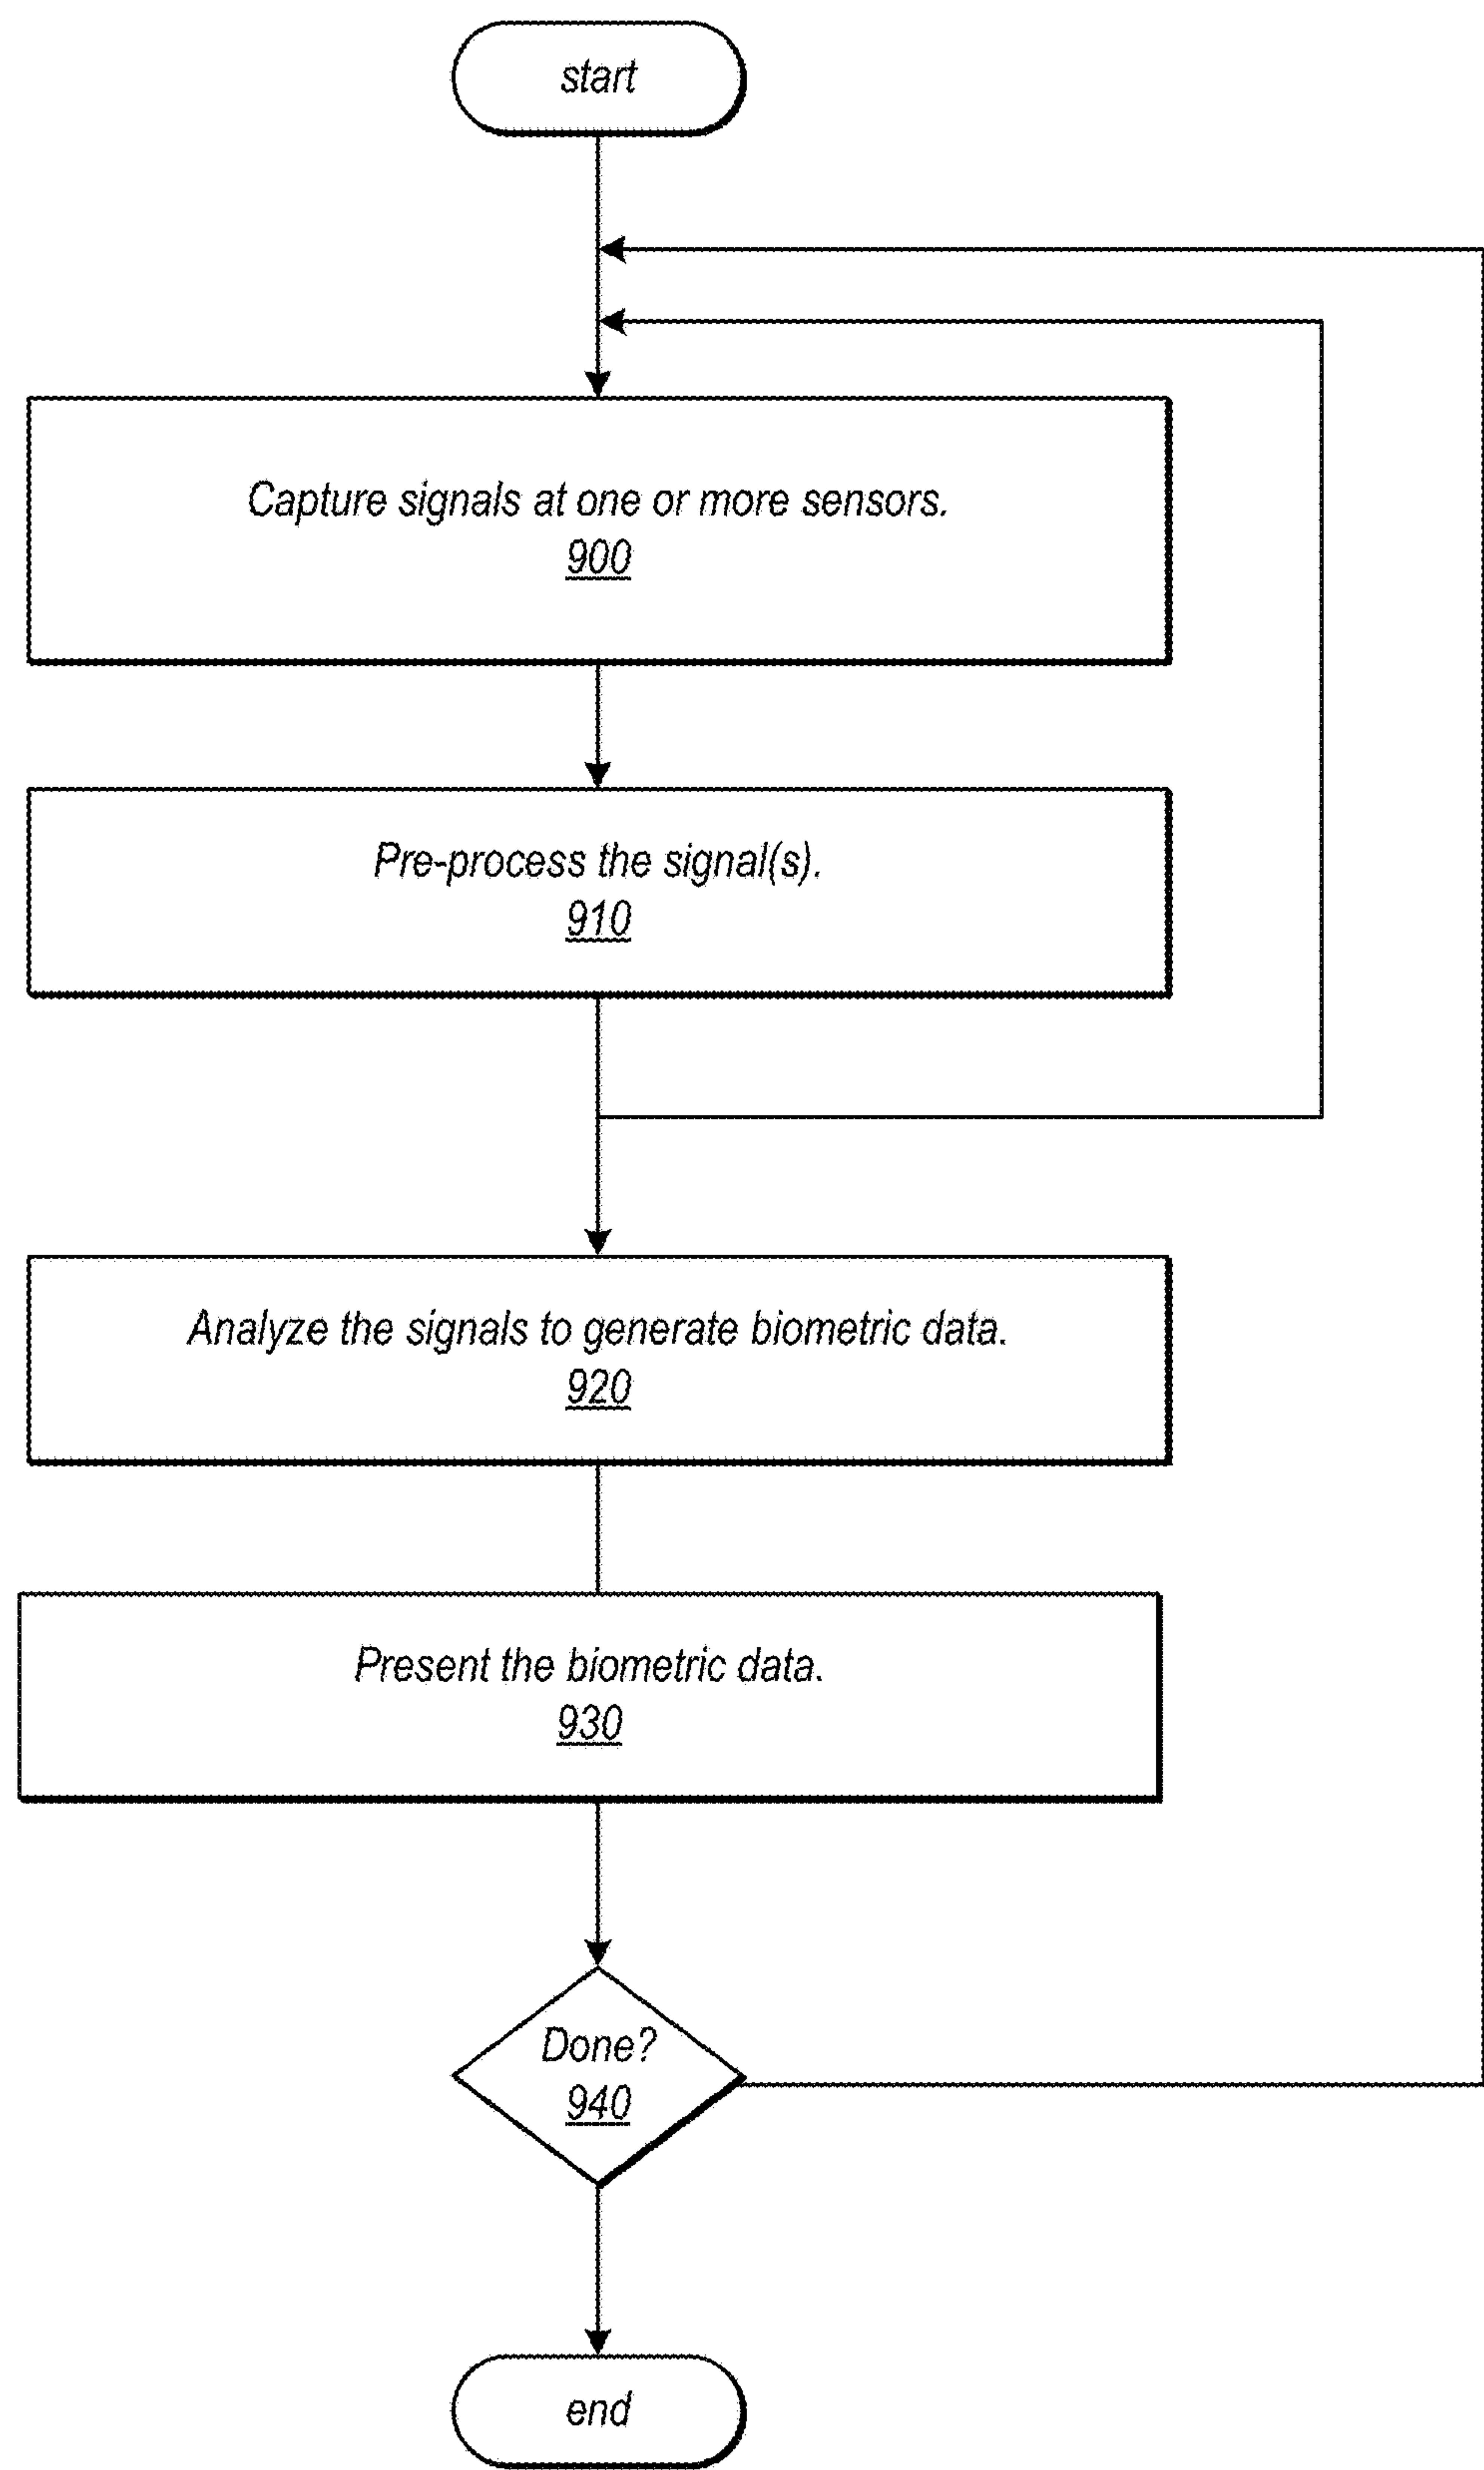 start
Capture signals at one or more sensors.
900
Pre-process the signal(s).
910
Analyze the signals to generate biometric data.
920
Present the biometric data.
930
Done?
940
end